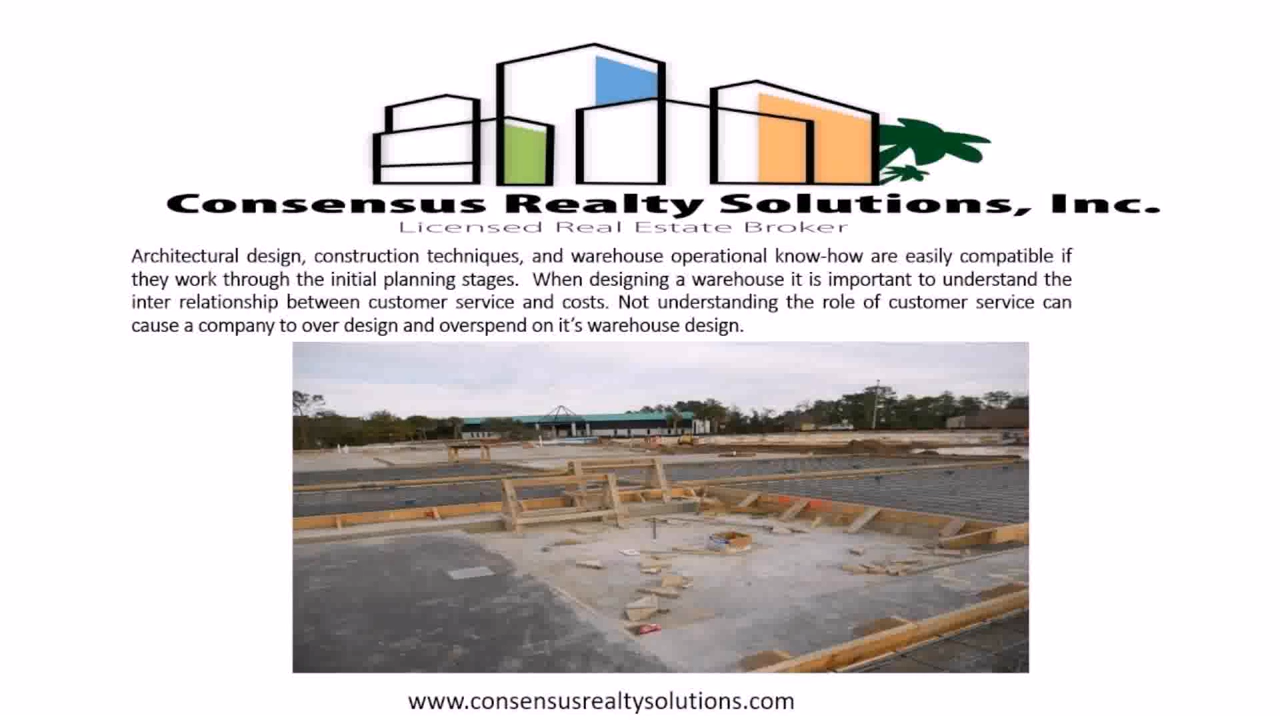 Consensus Realty Solutions, Inc.
Licensed Real Estate Broker
Architectural design, construction techniques, and warehouse operational know-how are easily compatible if
they work through the initial planning stages.  When designing a warehouse it is important to understand the
inter relationship between customer service and costs. Not understanding the role of customer service can
cause a company to over design and overspend on it's warehouse design.
www.consensusrealtysolutions.com